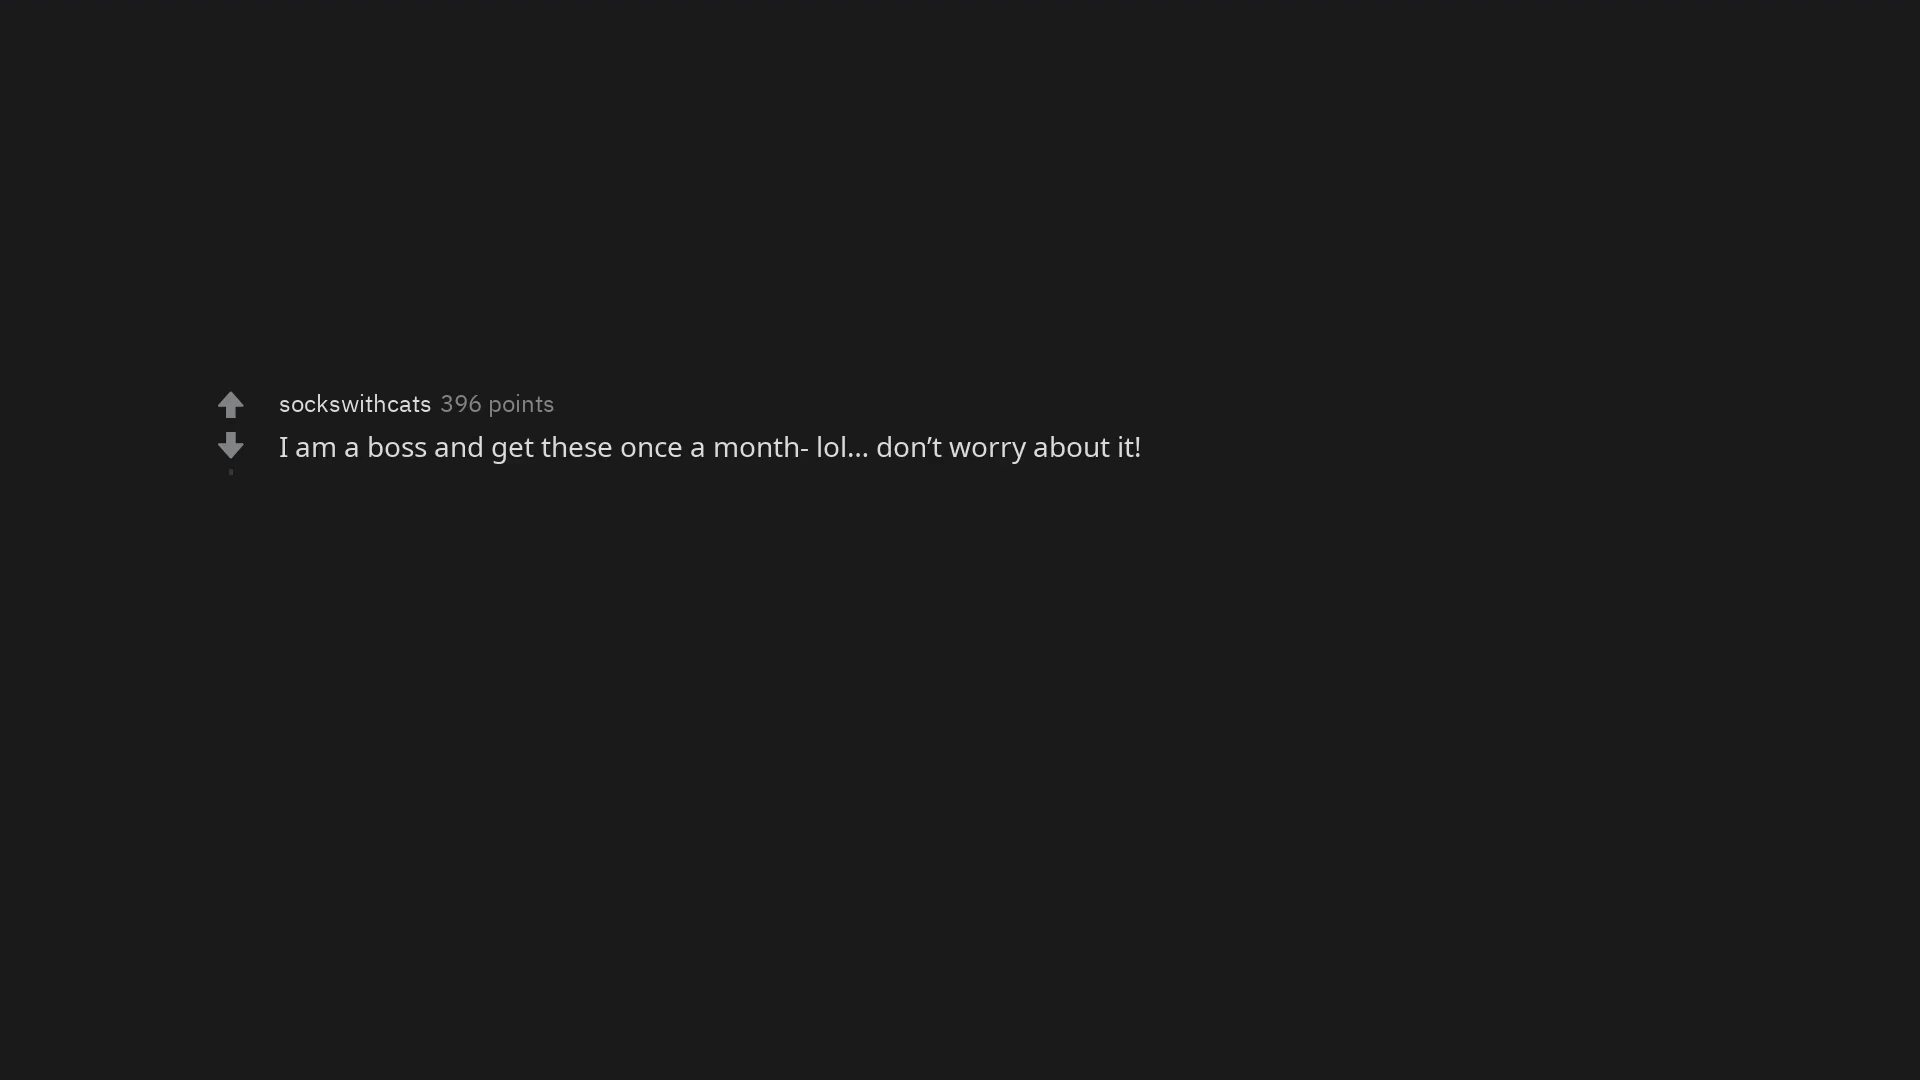 sockswithcats 396 points
I am a boss and get these once a month- lol... don’t worry about it!